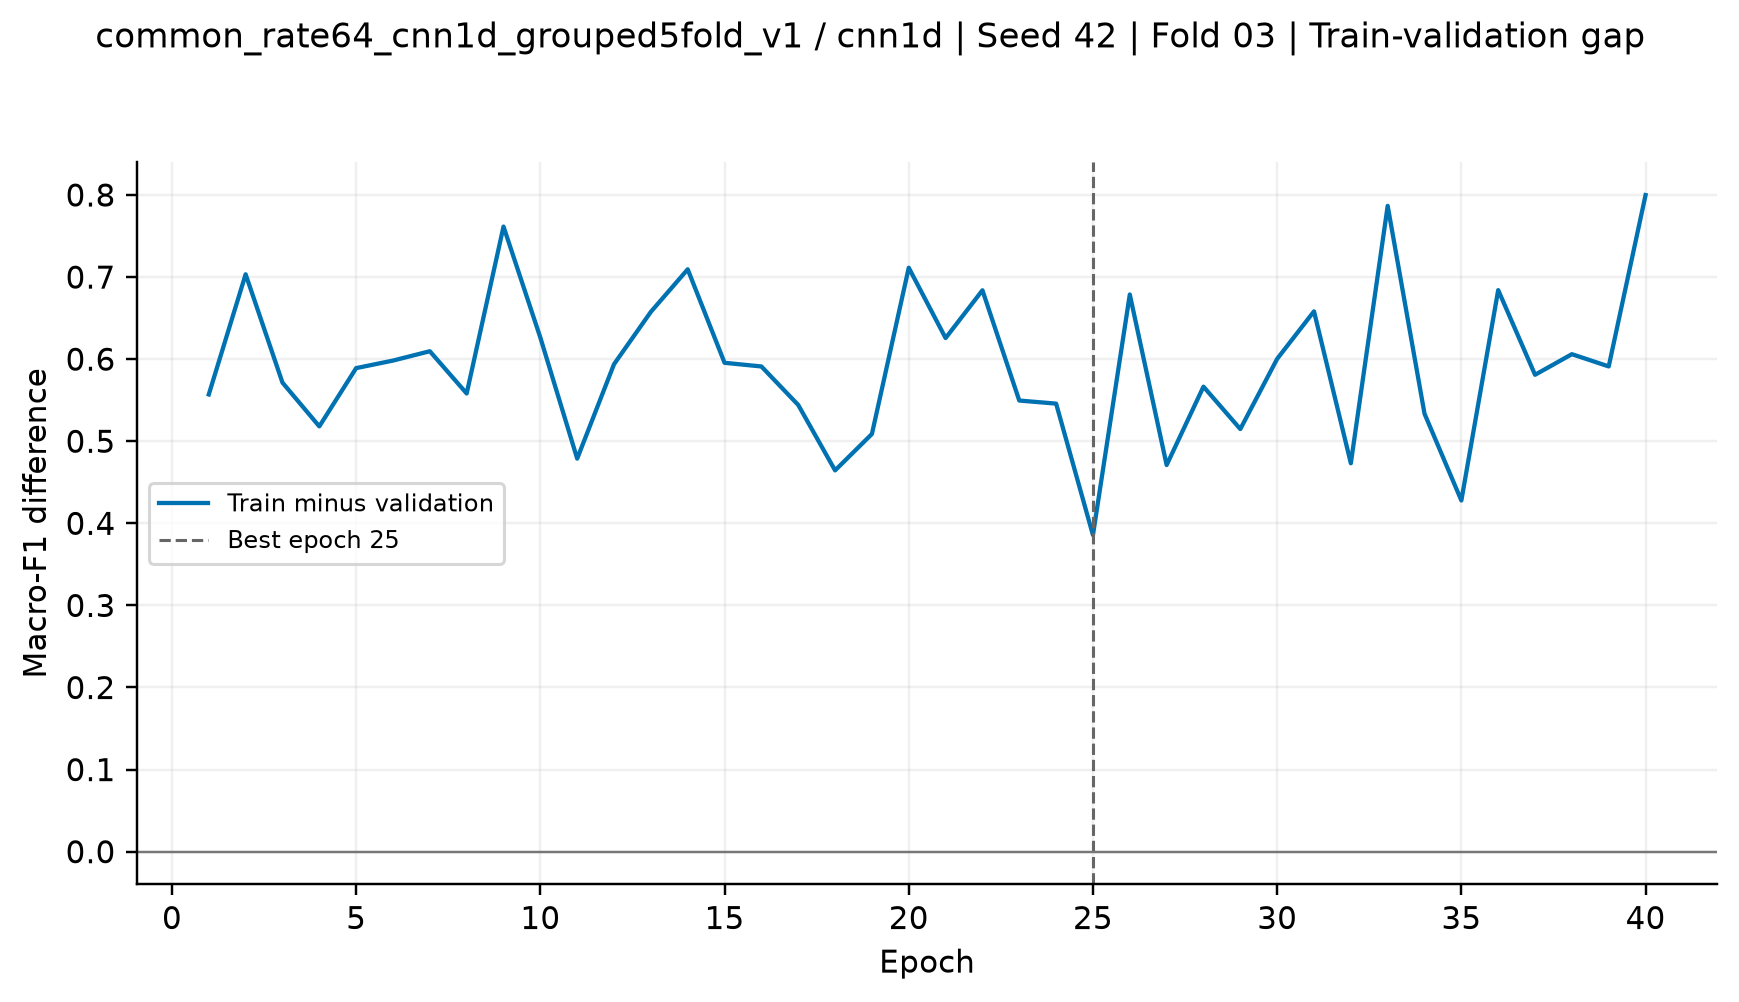 common_rate64_cnn1d_grouped5fold_v1 / cnn1d | Seed 42 | Fold 03 | Train-validation gap
Macro-F1 difference
0.8
0.7
0.6
0.5
0.4
0.3
0.2
0.1
0.0
Train minus validation
Best epoch 25
0 5 10 15 20 25 30 35 40
Epoch